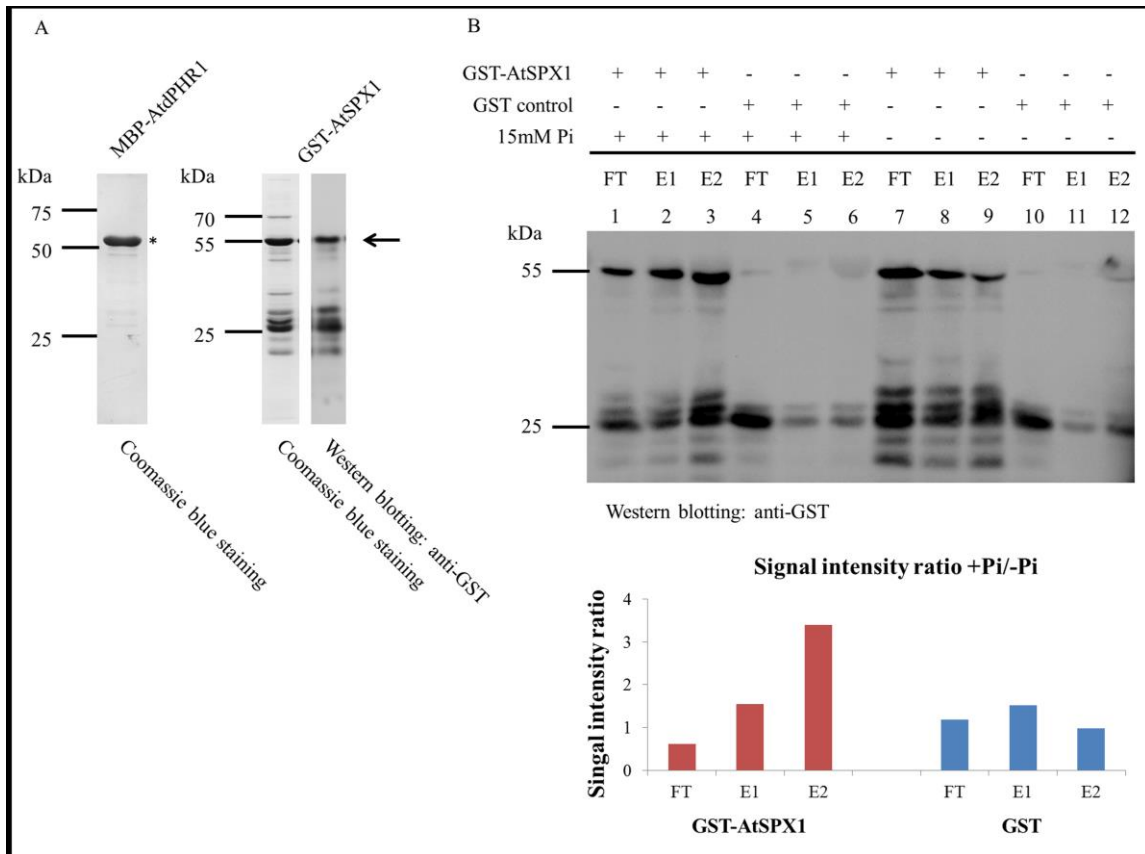 A
MBP-AtdPHR1
GST-AtSPX1
kDa
75
50
25
*
kDa
70
55
25
Coomassie blue staining
Coomassie blue staining
Western blotting: anti-GST
B
GST-AtSPX1 + + + - - - + + + - - -
GST control - - - + + + - - - + + +
15mM Pi + + + + + + - - - - - -
FT E1 E2 FT E1 E2 FT E1 E2 FT E1 E2
1 2 3 4 5 6 7 8 9 10 11 12
kDa
55
25
Western blotting: anti-GST
Signal intensity ratio +Pi/-Pi
Singal intensity ratio
4
3
2
1
0
FT E1 E2 FT E1 E2
GST-AtSPX1 GST